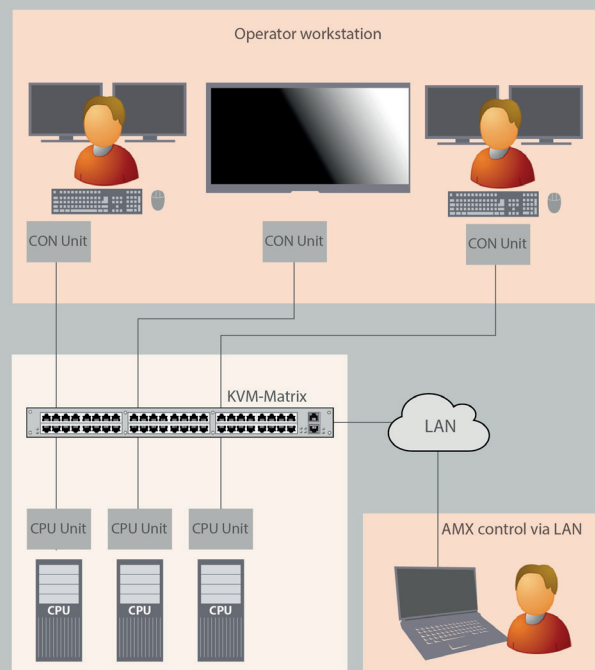 Operator workstation
CON Unit
CON Unit
CON Unit
KVM-Matrix
LAN
CPU Unit
CPU Unit
CPU Unit
AMX control via LAN
CPU
CPU
CPU